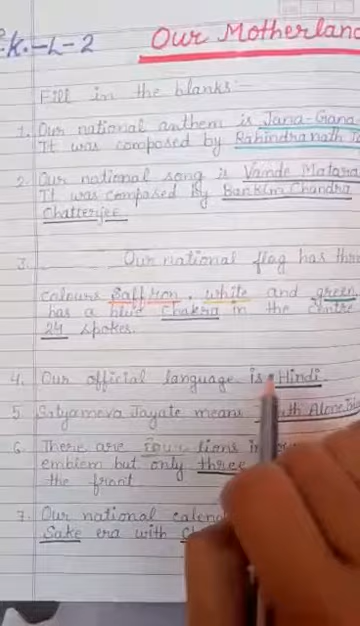 .K.-L-2 Our Motherland
Fill in the blanks:-
1. Our national anthem is Jana-Gana-
It was composed by Rabindranath
2. Our national song is Vande Matara
It was composed by Bankim Chandra
Chatterjee
3. Our national flag has thr
colours Saffron, white and green
has a blue Chakra in the centre
24 spokes.
4. Our official language is Hindi
5 Satyameva Jayate means Alone
6. There are four lions in
emblem but only three
the front
7. Our national calen
Sake era with